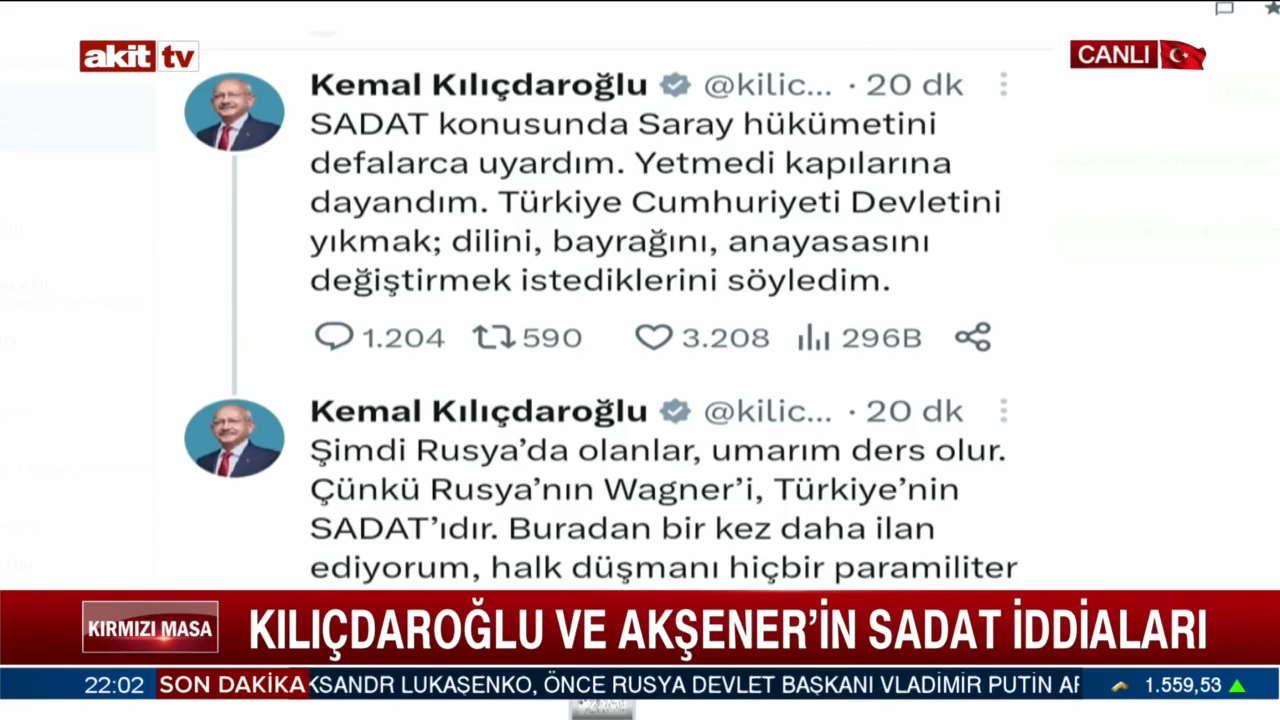 akit tv
CANLI
Kemal Kılıçdaroğlu @kilic... · 20 dk
SADAT konusunda Saray hükümetini
defalarca uyardım. Yetmedi kapılarına
dayandım. Türkiye Cumhuriyeti Devletini
yıkmak; dilini, bayrağını, anayasasını
değiştirmek istediklerini söyledim.
1.204 590 3.208 296B
Kemal Kılıçdaroğlu @kilic... · 20 dk
Şimdi Rusya’da olanlar, umarım ders olur.
Çünkü Rusya’nın Wagner’i, Türkiye’nin
SADAT’ıdır. Buradan bir kez daha ilan
ediyorum, halk düşmanı hiçbir paramiliter
KIRMIZI MASA
KILIÇDAROĞLU VE AKŞENER’İN SADAT İDDİALARI
22:02 SON DAKİKA KSANDR LUKAŞENKO, ÖNCE RUSYA DEVLET BAŞKANI VLADİMİR PUTİN 1.559,53